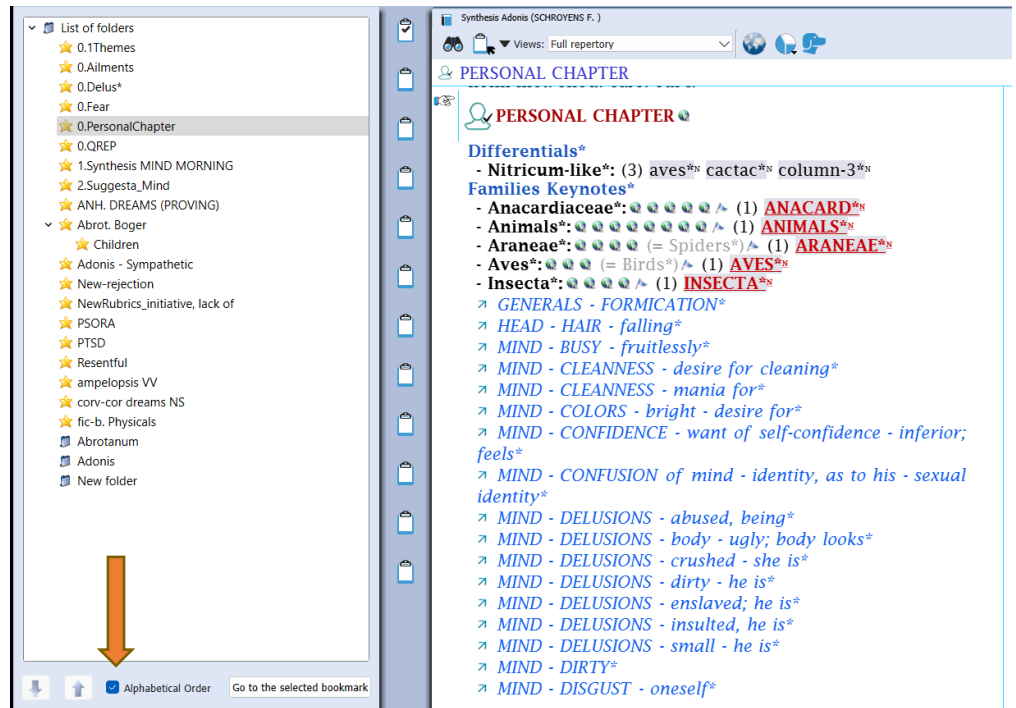 List of folders
0.1Themes
0.Ailments
0.Delus*
0.Fear
0.PersonalChapter
0.QREP
1.Synthesis MIND MORNING
2.Suggesta_Mind
ANH. DREAMS (PROVING)
Abrot. Boger
Children
Adonis - Sympathetic
New-rejection
NewRubrics_initiative, lack of
PSORA
PTSD
Resentful
ampelopsis VV
corv-cor dreams NS
fic-b. Physicals
Abrotanum
Adonis
New folder
Alphabetical Order
Go to the selected bookmark
Synthesis Adonis (SCHROYENS F. )
Views: Full repertory
PERSONAL CHAPTER
PERSONAL CHAPTER
Differentials*
- Nitricum-like*: (3) aves*N cactac*N column-3*N
Families Keynotes*
- Anacardiaceae*: (1) ANACARD*N
- Animals*: (1) ANIMALS*N
- Araneae*: (= Spiders*) (1) ARANEAE*N
- Aves*: (= Birds*) (1) AVES*N
- Insecta*: (1) INSECTA*N
GENERALS - FORMICATION*
HEAD - HAIR - falling*
MIND - BUSY - fruitlessly*
MIND - CLEANNESS - desire for cleaning*
MIND - CLEANNESS - mania for*
MIND - COLORS - bright - desire for*
MIND - CONFIDENCE - want of self-confidence - inferior;
feels*
MIND - CONFUSION of mind - identity, as to his - sexual
identity*
MIND - DELUSIONS - abused, being*
MIND - DELUSIONS - body - ugly; body looks*
MIND - DELUSIONS - crushed - she is*
MIND - DELUSIONS - dirty - he is*
MIND - DELUSIONS - enslaved; he is*
MIND - DELUSIONS - insulted, he is*
MIND - DELUSIONS - small - he is*
MIND - DIRTY*
MIND - DISGUST - oneself*